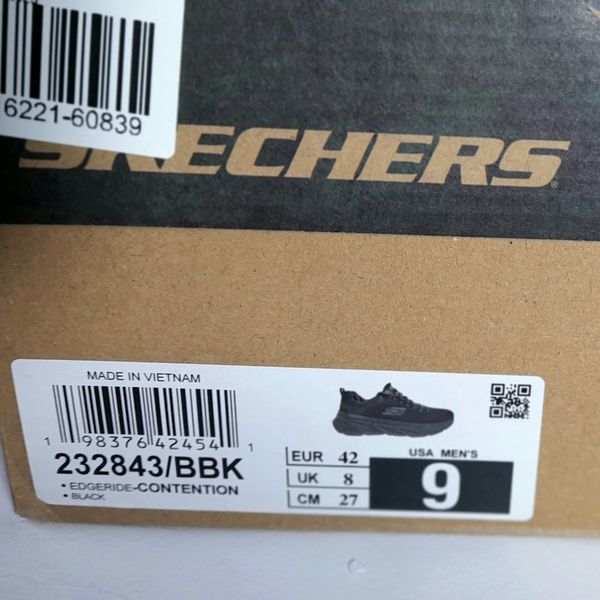 6221-60839
SKECHERS
MADE IN VIETNAM
1 98376 42454 1
232843/BBK
• EDGERIDE-CONTENTION
• BLACK
EUR 42
UK 8
CM 27
USA MEN'S
9